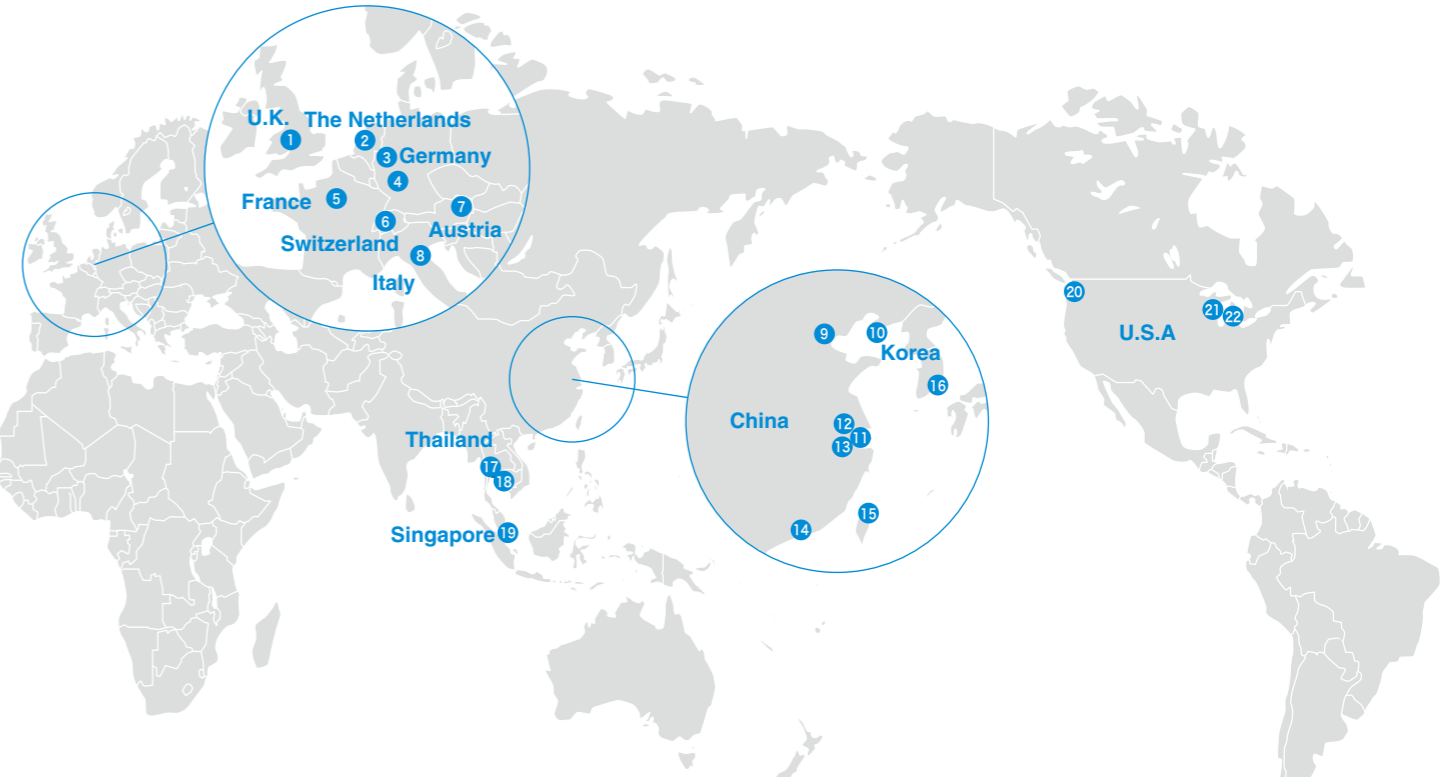 U.K.
The Netherlands
1
2
3
Germany
4
France
5
7
6
Austria
Switzerland
8
Italy
9
10
Korea
16
China
12
11
13
15
14
Thailand
17
18
Singapore
19
20
21
22
U.S.A